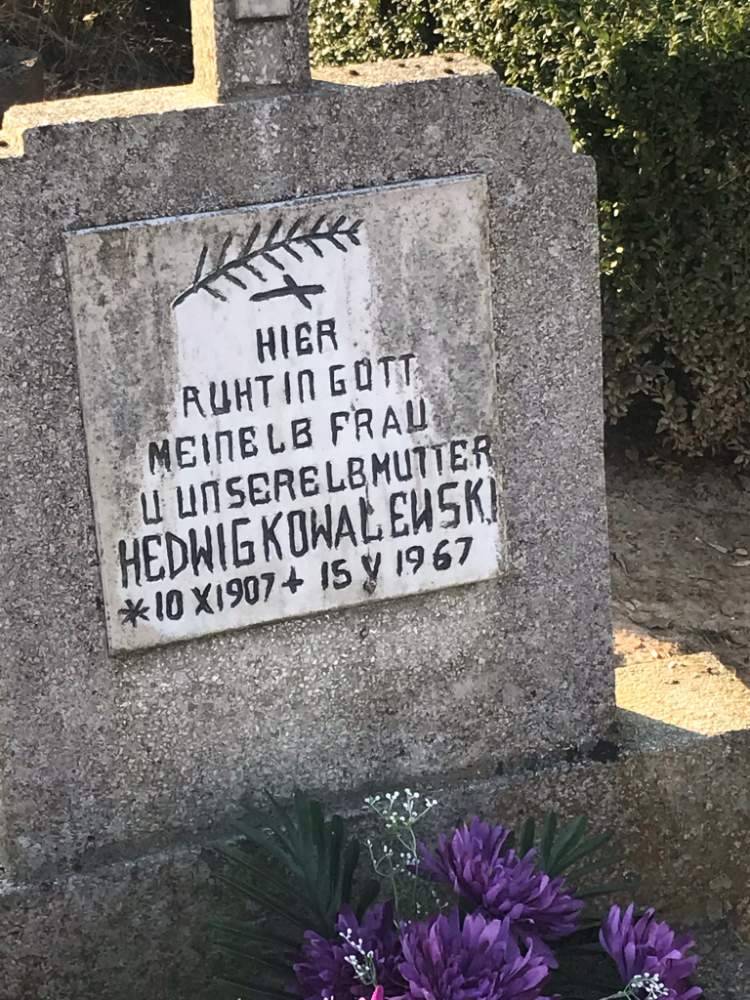 HIER
RUHT IN GOTT
MEINE LB FRAU
U UNSERE LB MUTTER
HEDWIG KOWALEWSKI
* 10 X 1907 + 15 V 1967